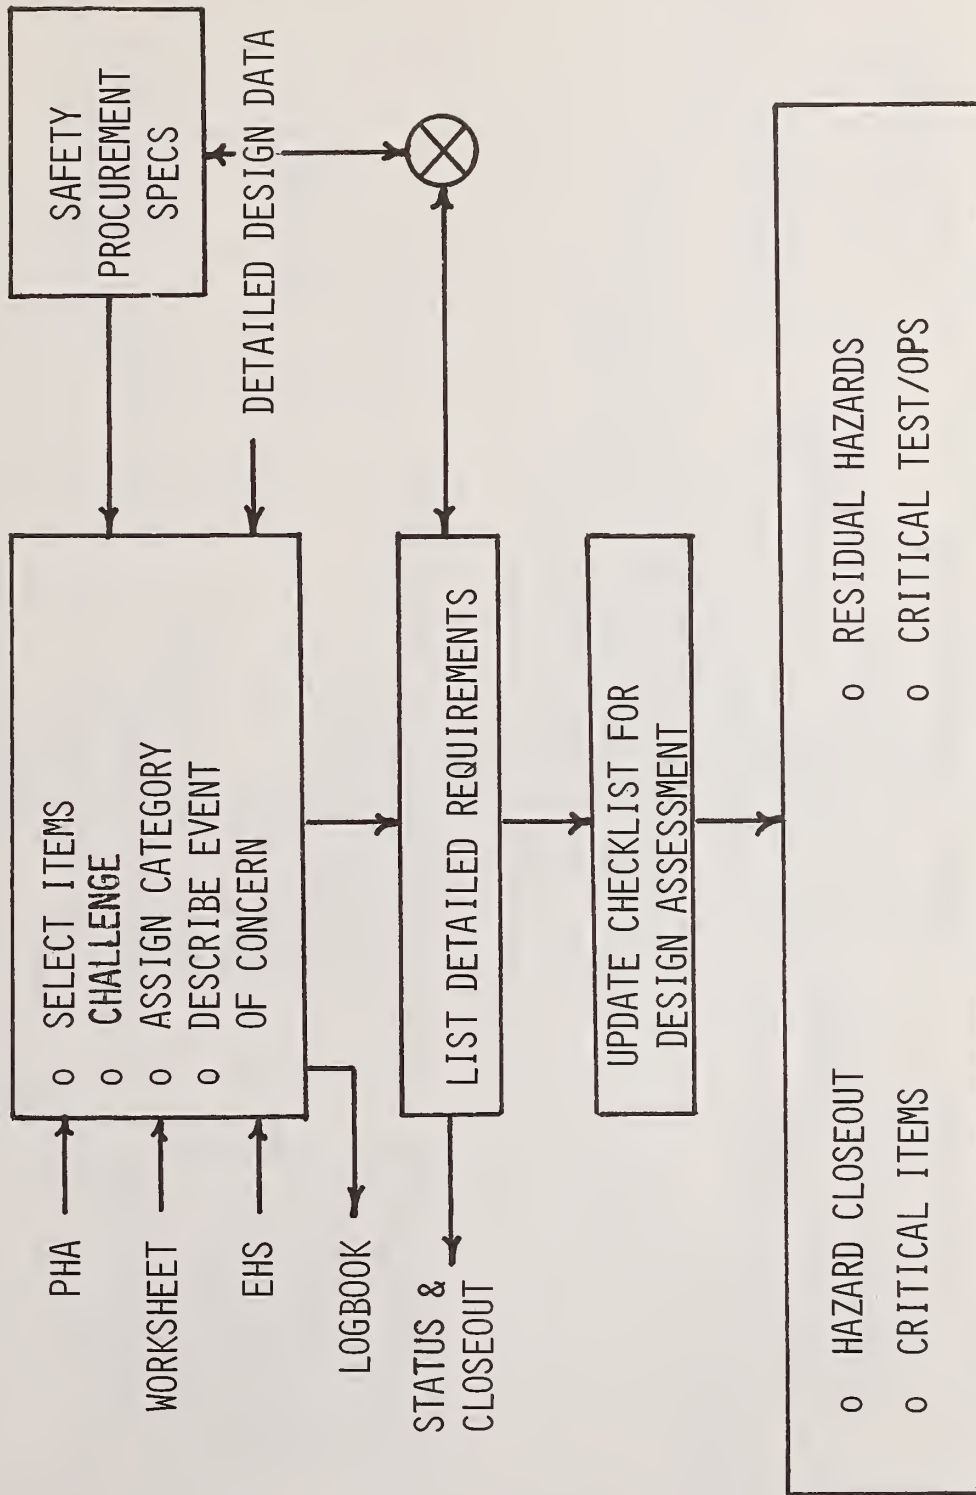 PHA
WORKSHEET
EHS
LOGBOOK
o SELECT ITEMS
o CHALLENGE
o ASSIGN CATEGORY
o DESCRIBE EVENT
OF CONCERN
SAFETY
PROCUREMENT
SPECS
DETAILED DESIGN DATA
STATUS &
CLOSEOUT
LIST DETAILED REQUIREMENTS
UPDATE CHECKLIST FOR
DESIGN ASSESSMENT
o HAZARD CLOSEOUT
o CRITICAL ITEMS
o RESIDUAL HAZARDS
o CRITICAL TEST/OPS